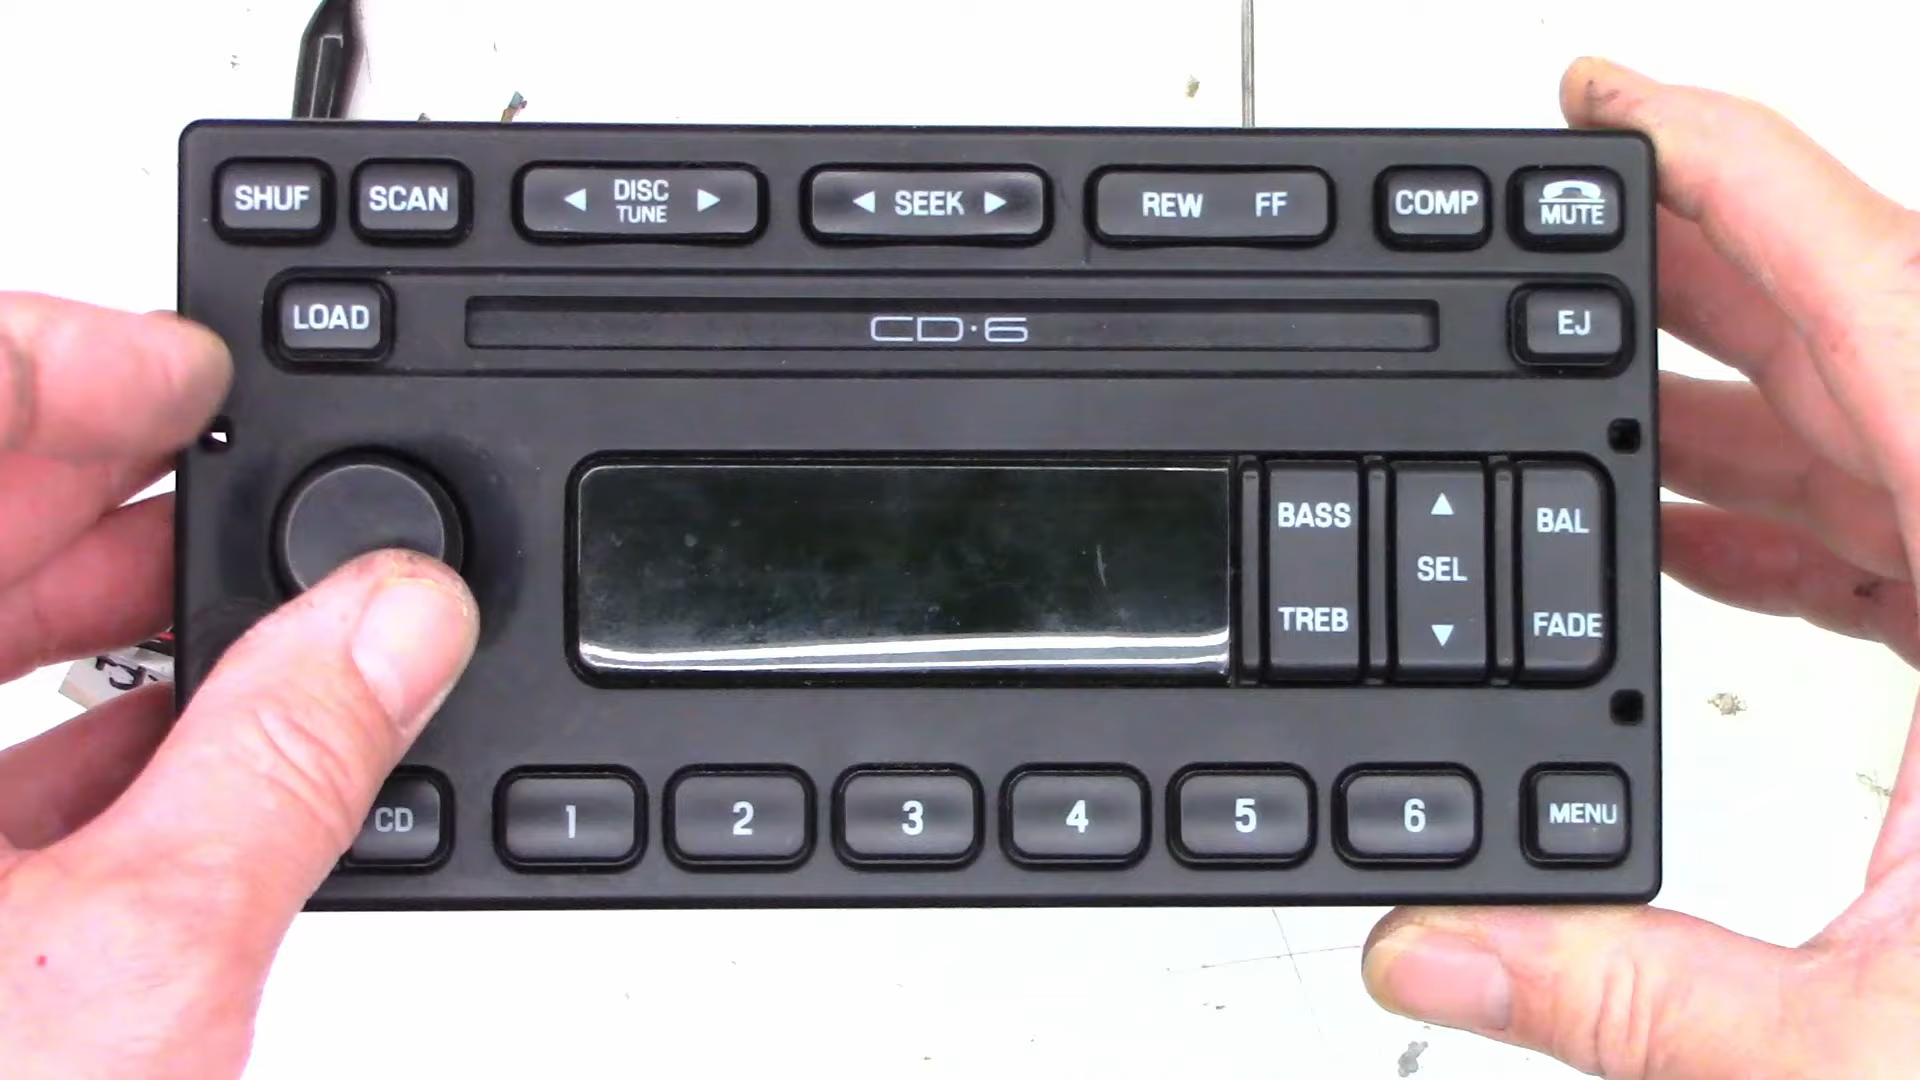 SHUF SCAN DISC TUNE SEEK REW FF COMP MUTE
LOAD CD·6 EJ
BASS SEL BAL
TREB FADE
CD 1 2 3 4 5 6 MENU